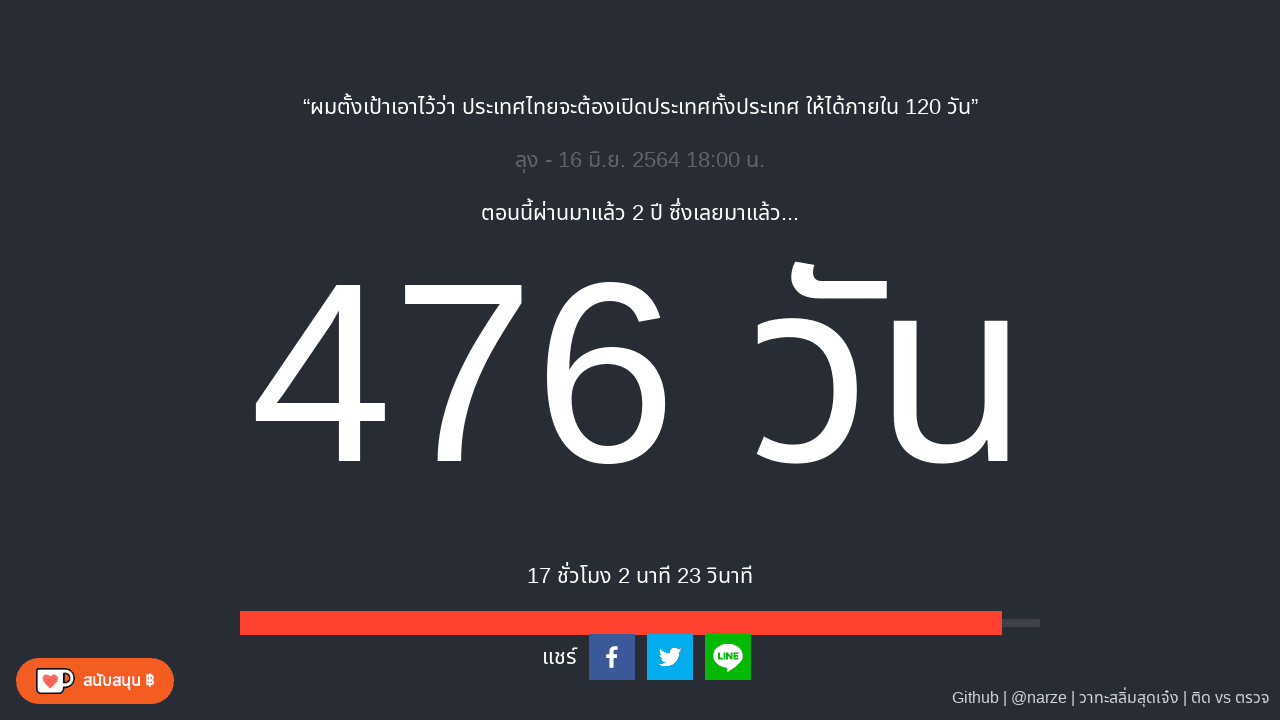 “ผมตั้งเป้าเอาไว้ว่า ประเทศไทยจะต้องเปิดประเทศทั้งประเทศ ให้ได้ภายใน 120 วัน”
ลุง - 16 มิ.ย. 2564 18:00 น.
ตอนนี้ผ่านมาแล้ว 2 ปี ซึ่งเลยมาแล้ว...
476 วัน
17 ชั่วโมง 2 นาที 23 วินาที
แชร์
LINE
สนับสนุน ฿
Github | @narze | วาทะสลิ่มสุดเจ๋ง | ติด vs ตรวจ